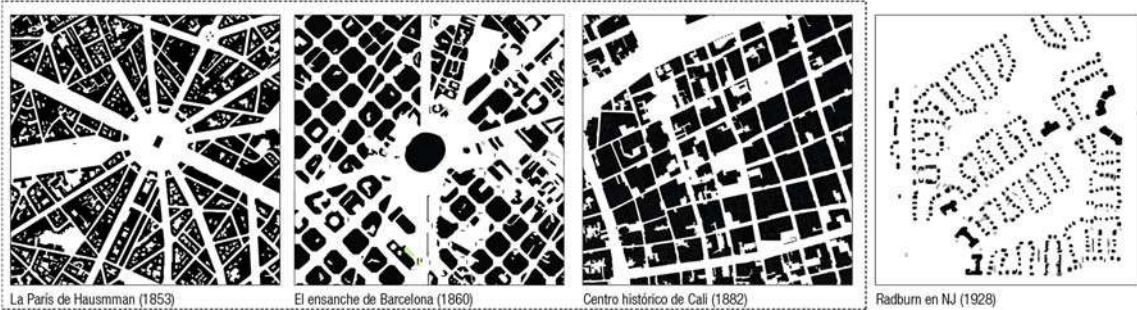 La París de Hausmman (1853)
El ensanche de Barcelona (1860)
Centro histórico de Cali (1882)
Radburn en NJ (1928)